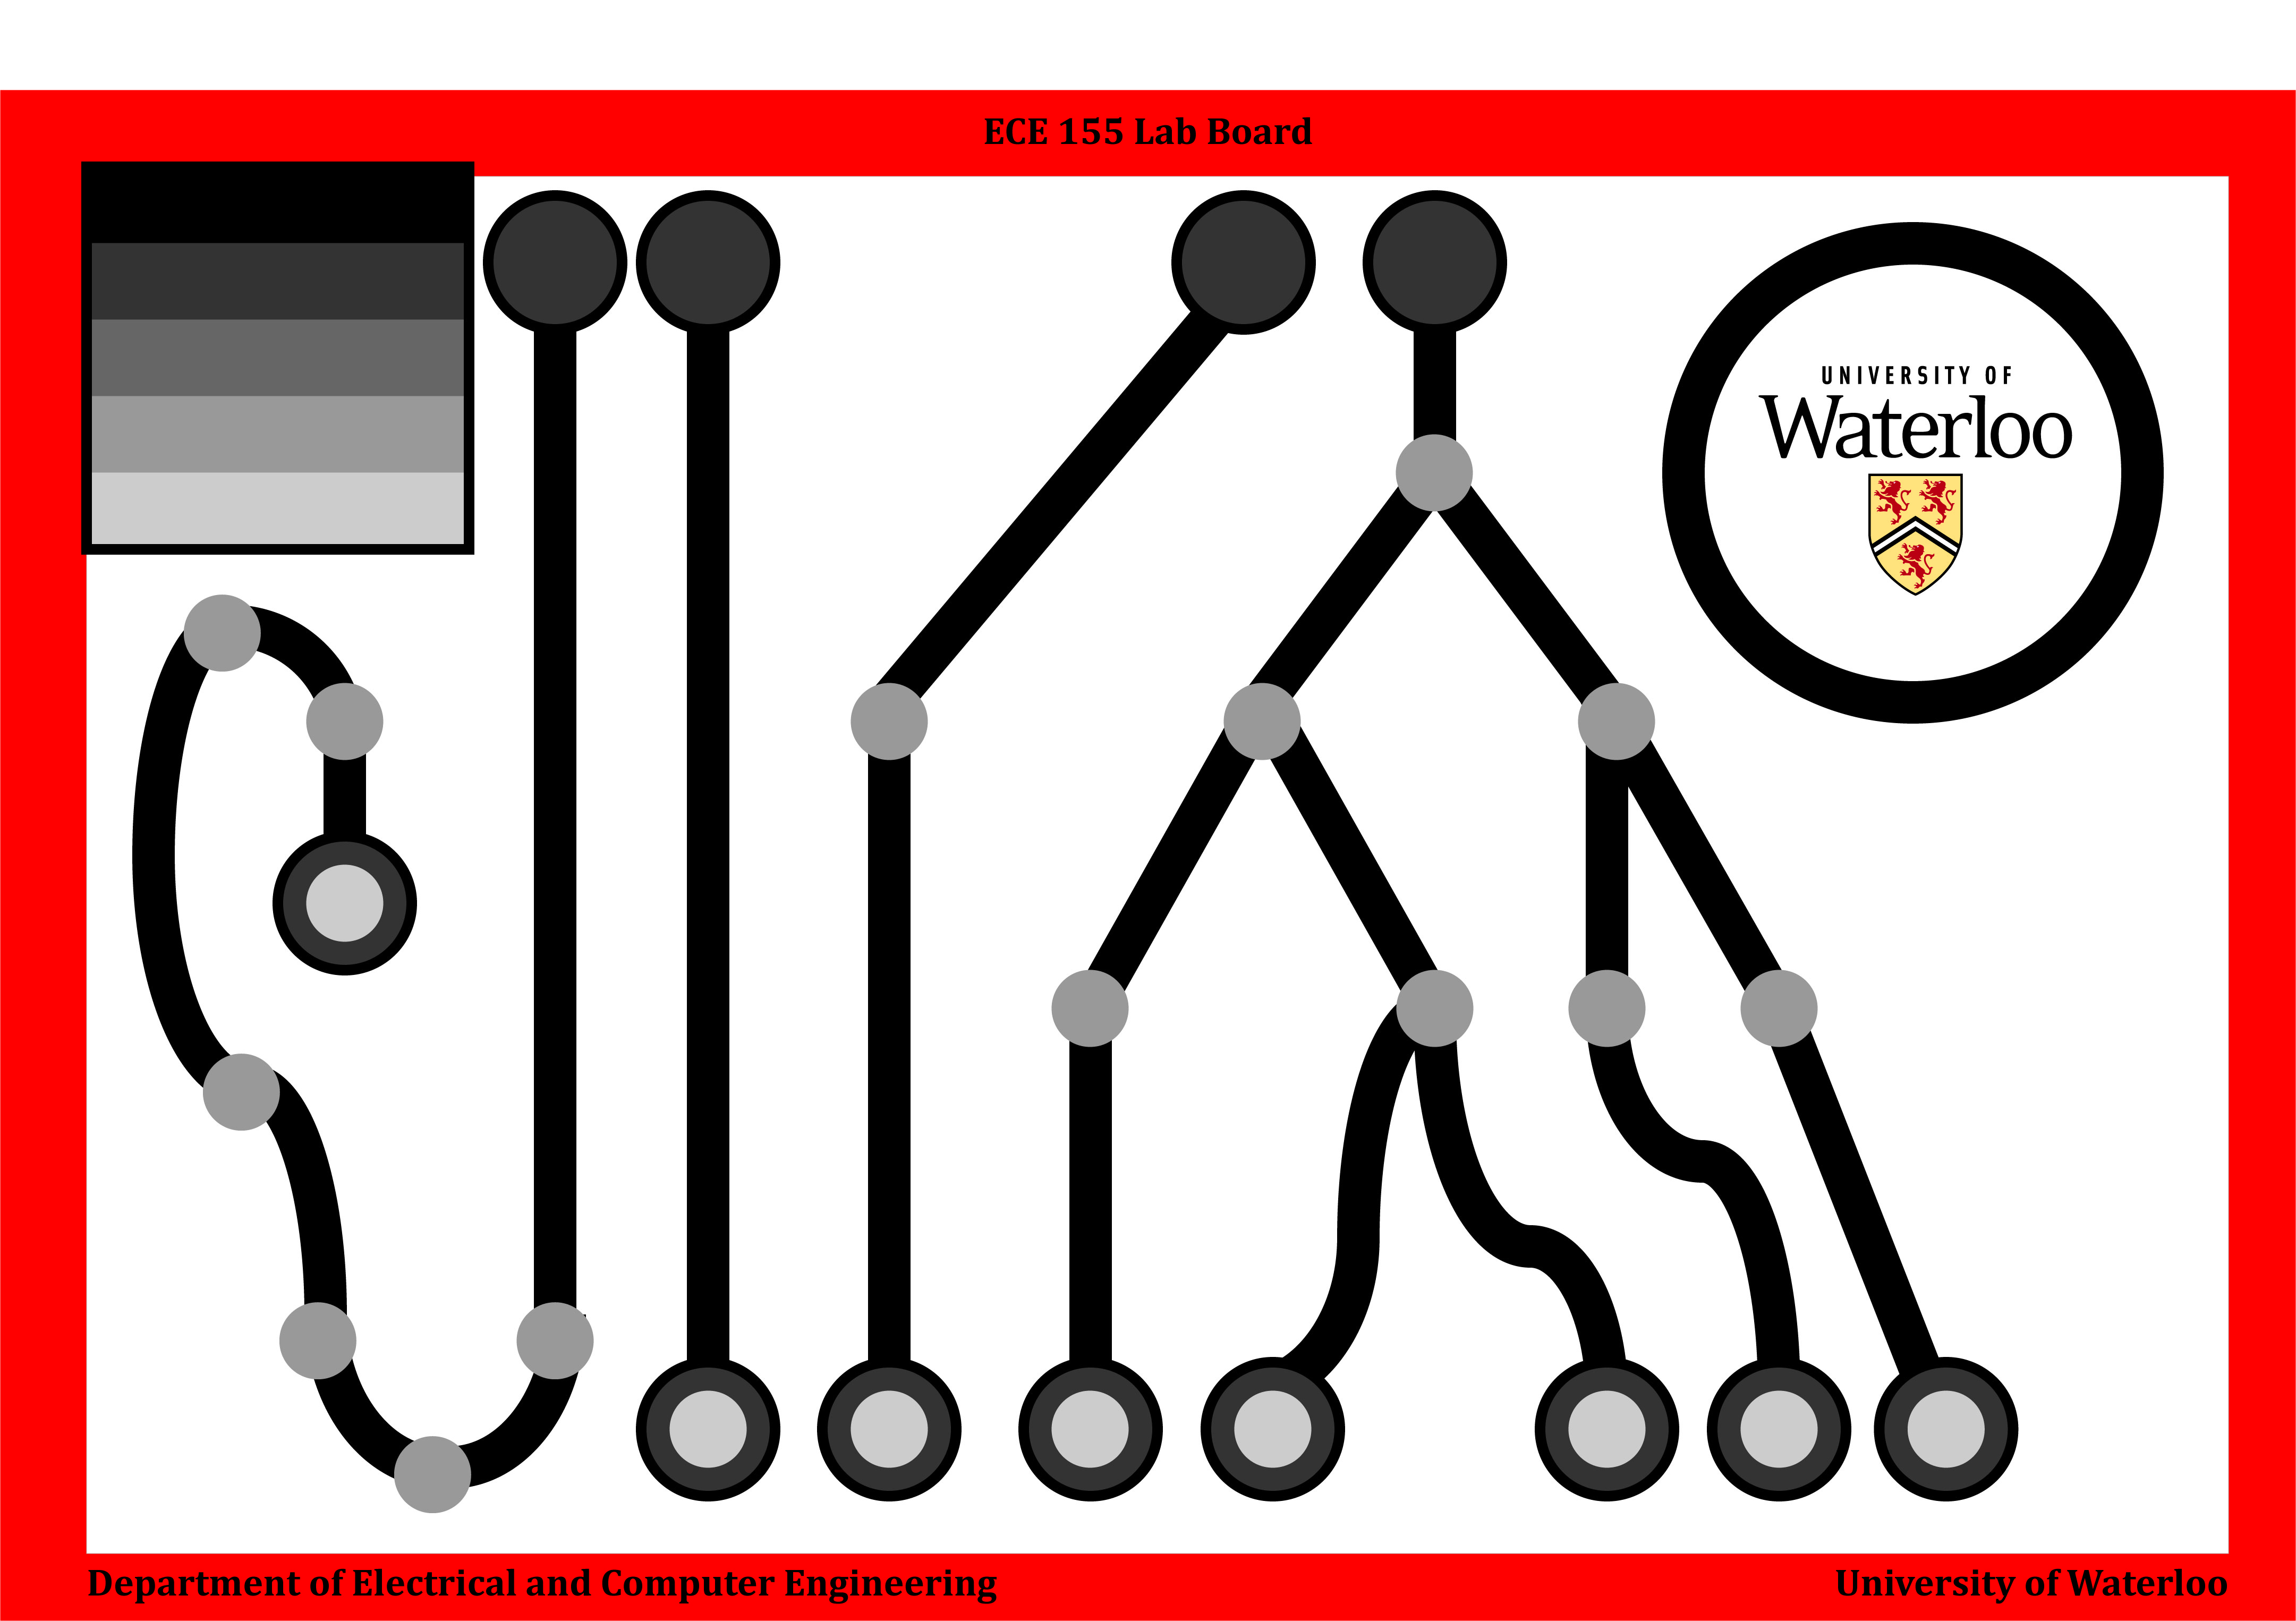 ECE 155 Lab Board
UNIVERSITY OF
Waterloo
Department of Electrical and Computer Engineering
University of Waterloo